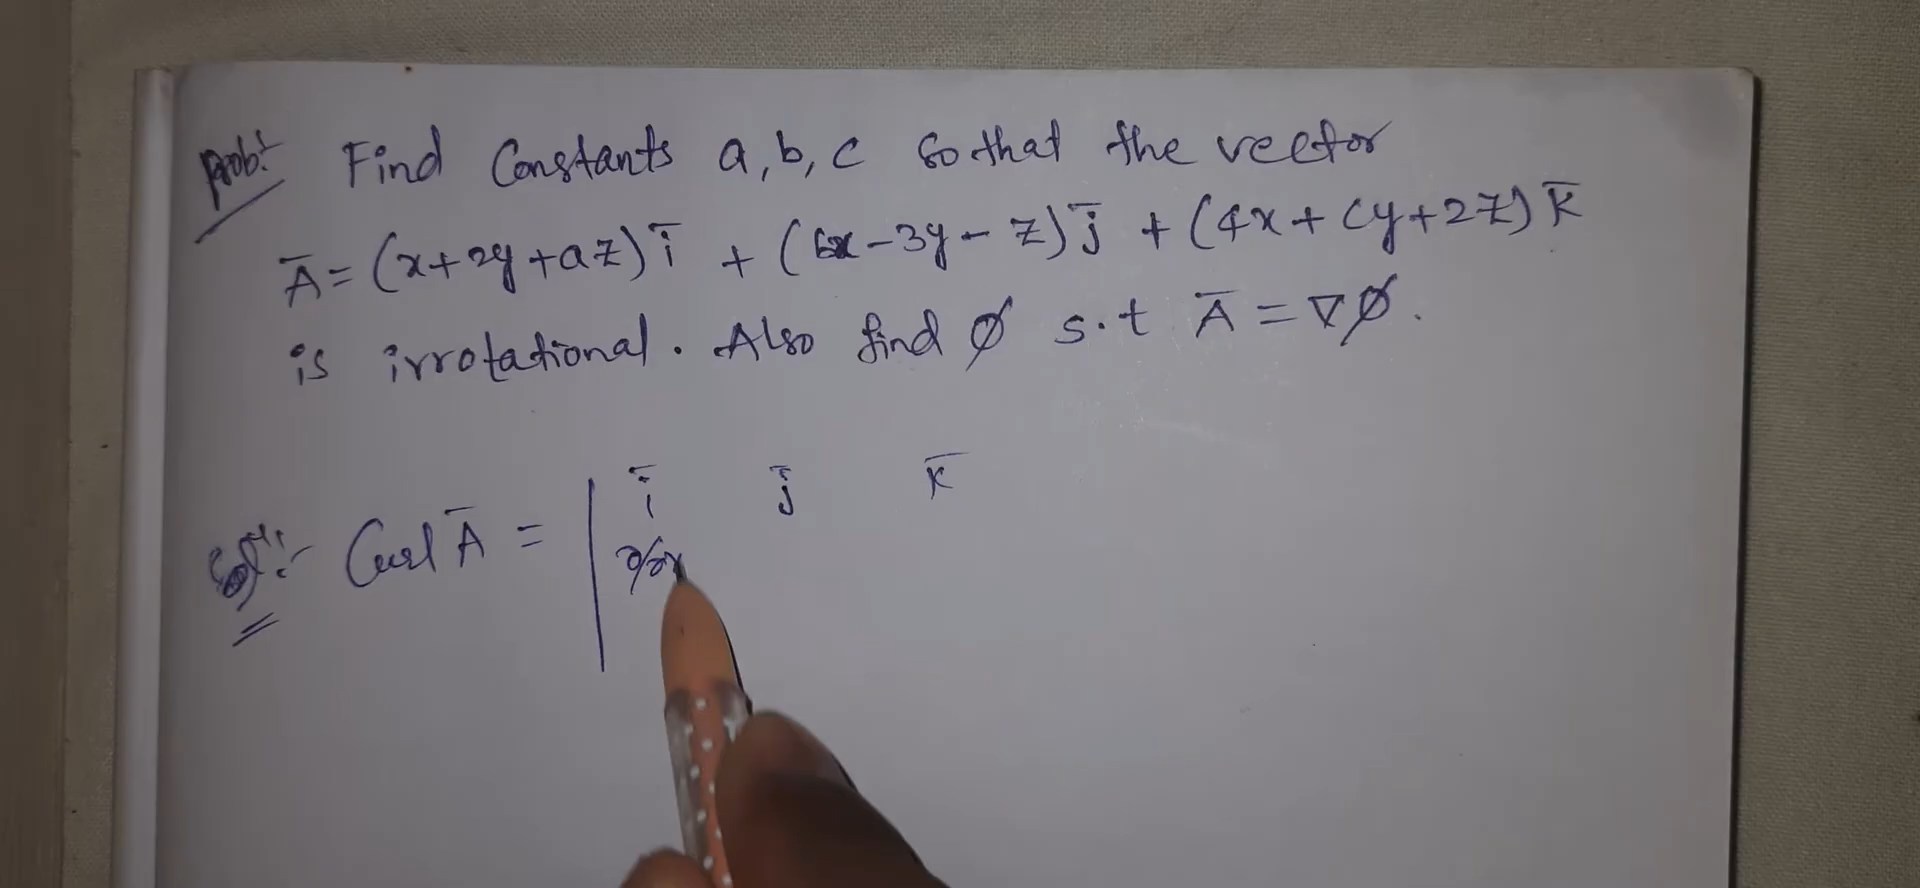 Prob:- Find Constants a, b, c so that the vector
A̅ = (x+2y+az) i̅ + (bx-3y-z) j̅ + (4x+cy+2z) k̅
is irrotational. Also find ∅ s.t A̅ = ∇∅.
i̅ j̅ k̅
Sol:- Curl A̅ = |
∂/∂x